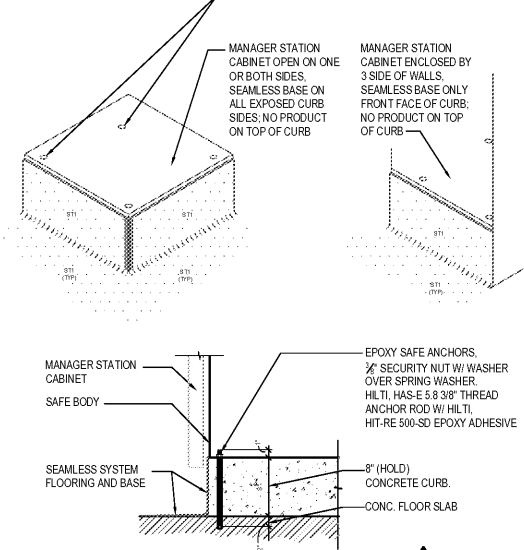 MANAGER STATION
CABINET OPEN ON ONE
OR BOTH SIDES,
SEAMLESS BASE ON
ALL EXPOSED CURB
SIDES; NO PRODUCT
ON TOP OF CURB
MANAGER STATION
CABINET ENCLOSED BY
3 SIDE OF WALLS,
SEAMLESS BASE ONLY
FRONT FACE OF CURB;
NO PRODUCT ON TOP
OF CURB
ST1
ST1
ST1
ST1
(TYP)
ST1
(TYP)
ST1
(TYP)
MANAGER STATION
CABINET
SAFE BODY
SEAMLESS SYSTEM
FLOORING AND BASE
EPOXY SAFE ANCHORS,
SECURITY NUT W/ WASHER
OVER SPRING WASHER.
HILTI, HAS-E 5.8 3/8" THREAD
ANCHOR ROD W/ HILTI,
HIT-RE 500-SD EPOXY ADHESIVE
8" (HOLD)
CONCRETE CURB.
CONC. FLOOR SLAB